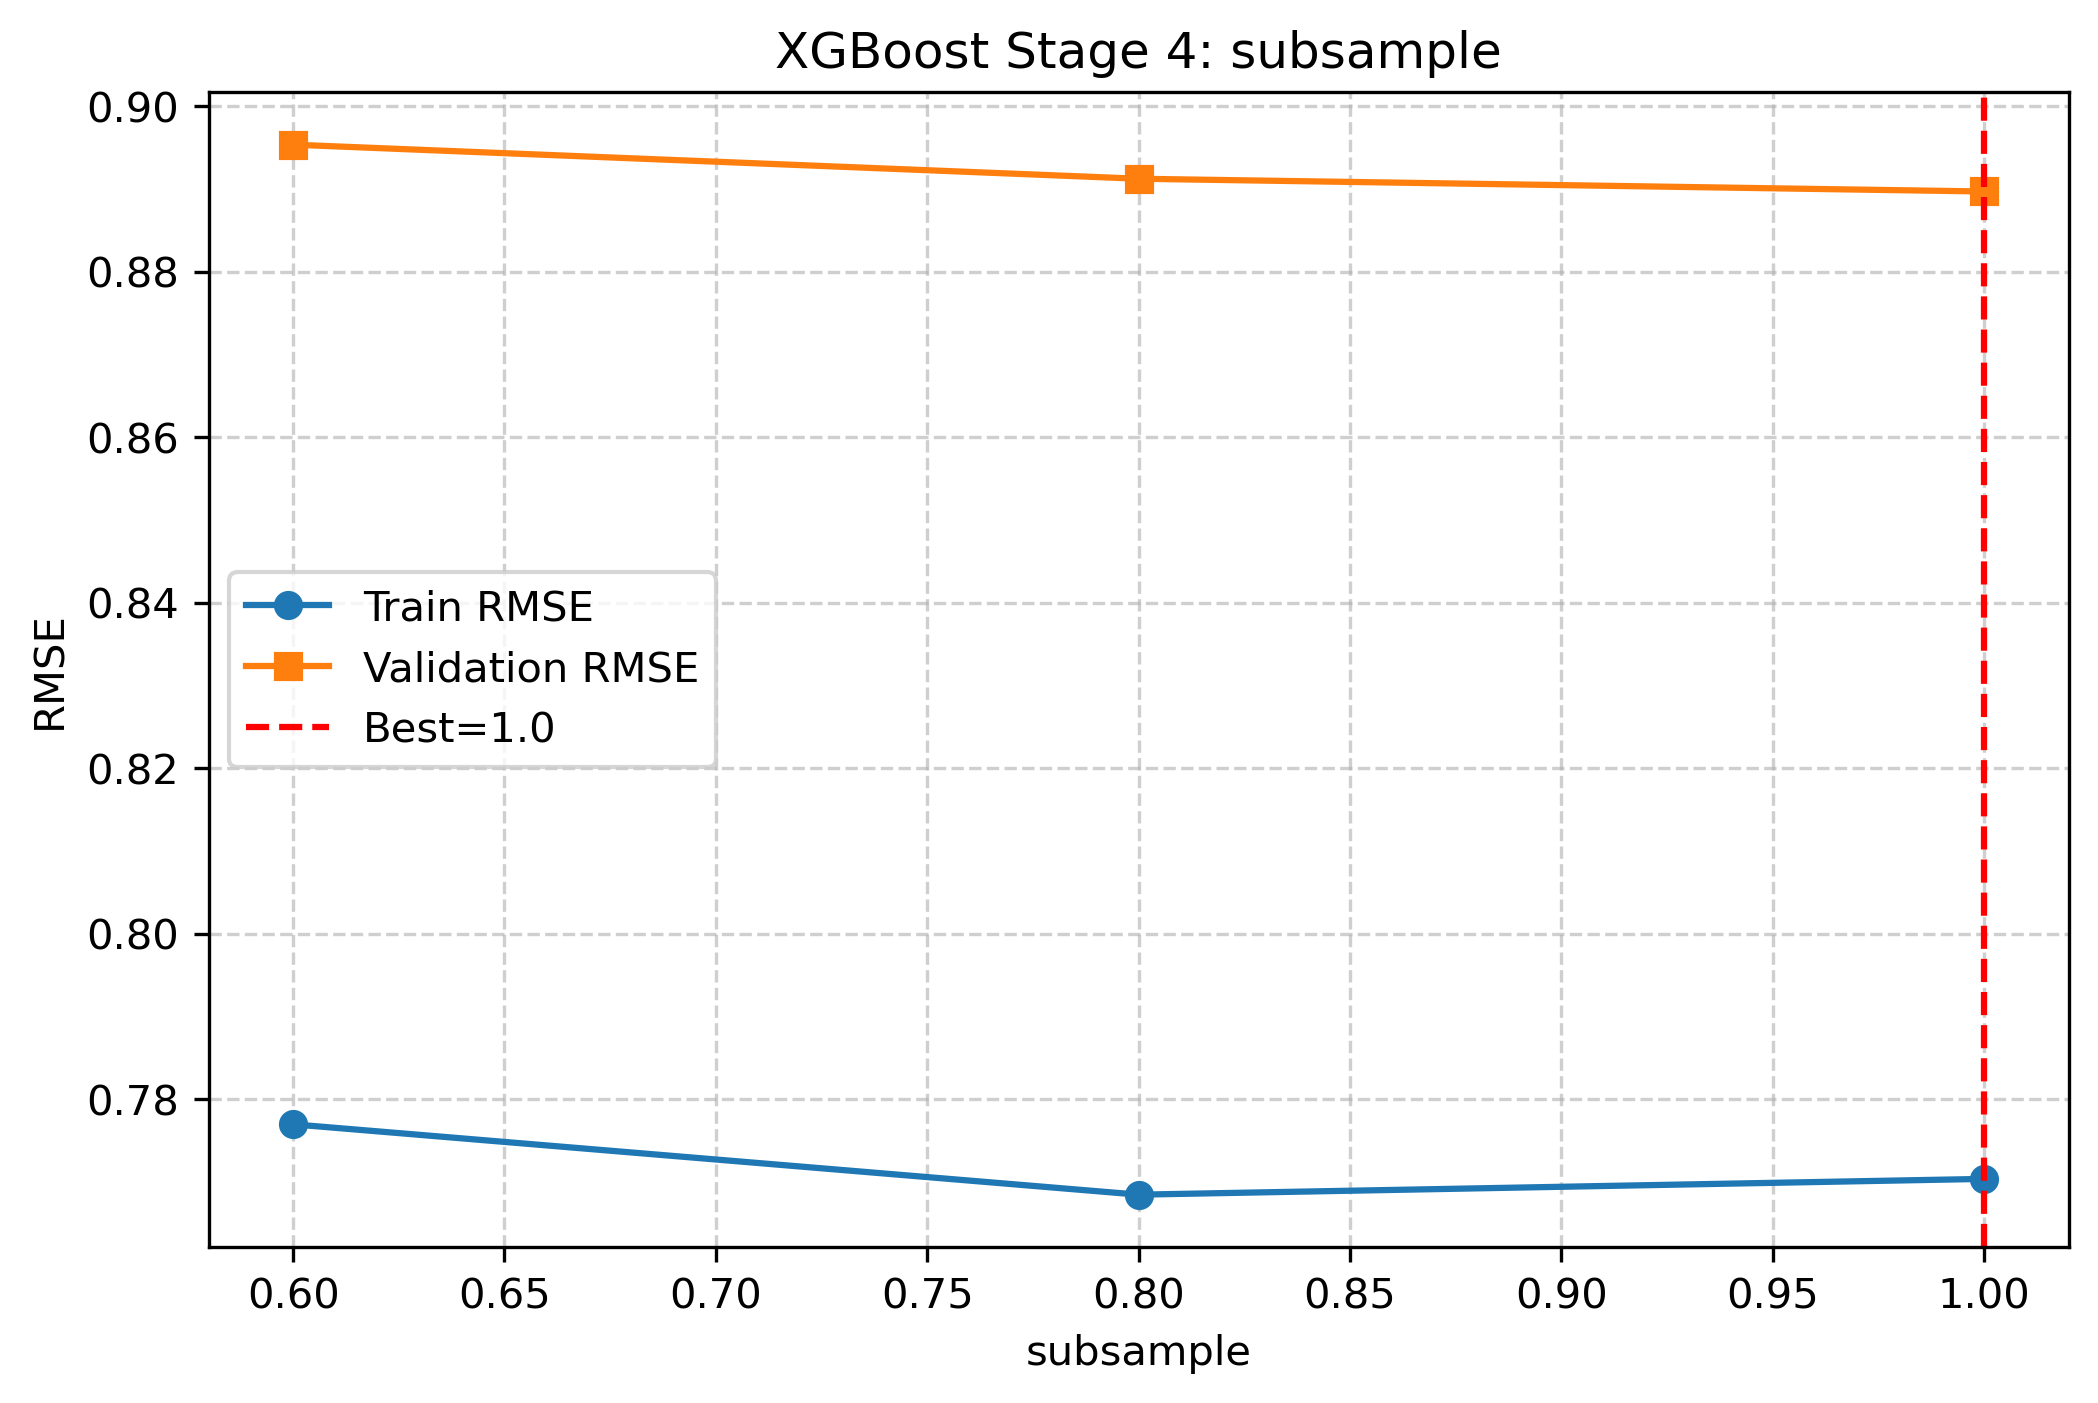 XGBoost Stage 4: subsample
0.90
0.88
0.86
0.84
0.82
0.80
0.78
RMSE
Train RMSE
Validation RMSE
Best=1.0
0.60 0.65 0.70 0.75 0.80 0.85 0.90 0.95 1.00
subsample